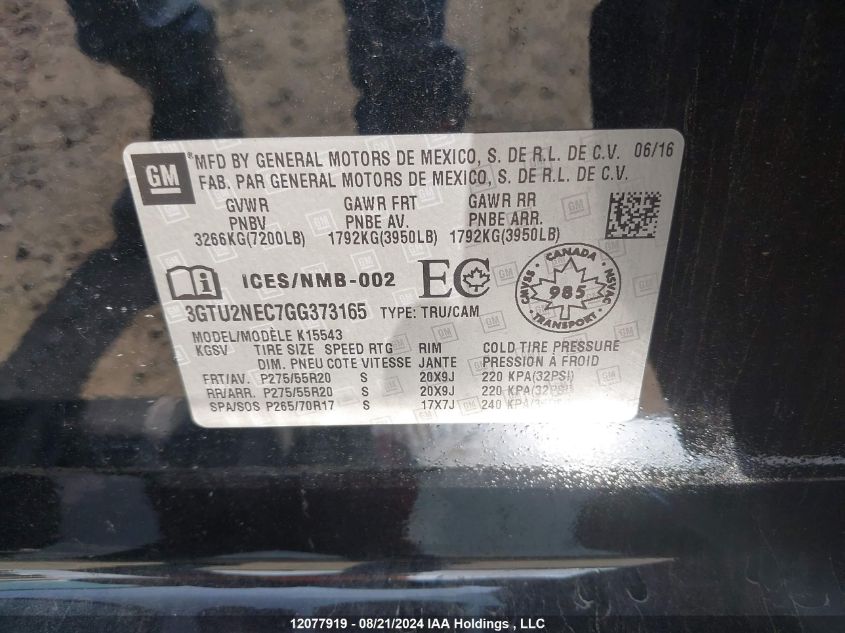 GM *MFD BY GENERAL MOTORS DE MEXICO, S. DE R.L. DE C.V. 06/16
FAB. PAR GENERAL MOTORS DE MEXICO, S. DE R.L. DE C.V.
GVWR GAWR FRT GAWR RR
PNBV PNBE AV. PNBE ARR.
3266KG(7200LB) 1792KG(3950LB) 1792KG(3950LB)
i ICES/NMB-002 EC CANADA NSVAC TRANSPORT CMVSS 985
3GTU2NEC7GG373165 TYPE: TRU/CAM
MODEL/MODÈLE K15543
KGSV TIRE SIZE SPEED RTG RIM COLD TIRE PRESSURE
DIM. PNEU COTE VITESSE JANTE PRESSION À FROID
FRT/AV. P275/55R20 S 20X9J 220 KPA(32PSI)
RR/ARR. P275/55R20 S 20X9J 220 KPA(32PSI)
SPA/SOS P265/70R17 S 17X7J 240
12077919 - 08/21/2024 IAA Holdings , LLC